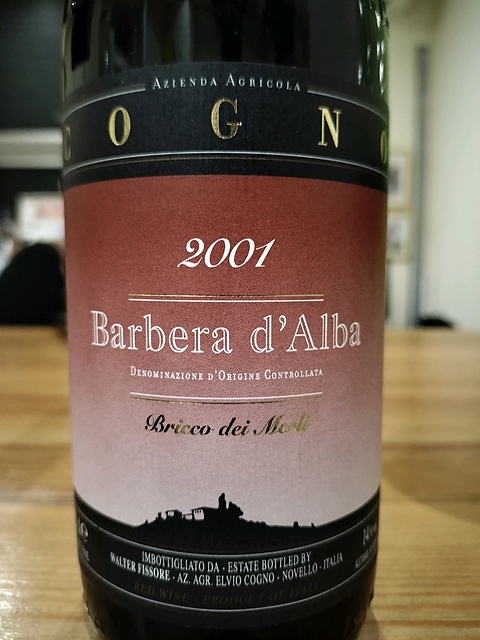 AZIENDA AGRICOLA
COGNO
2001
Barbera d'Alba
DENOMINAZIONE D'ORIGINE CONTROLLATA
Bricco dei Merli
IMBOTTIGLIATO DA - ESTATE BOTTLED BY
WALTER FISSORE - AZ. AGR. ELVIO COGNO - NOVELLO - ITALIA
RED WINE - PRODUCT OF ITALY